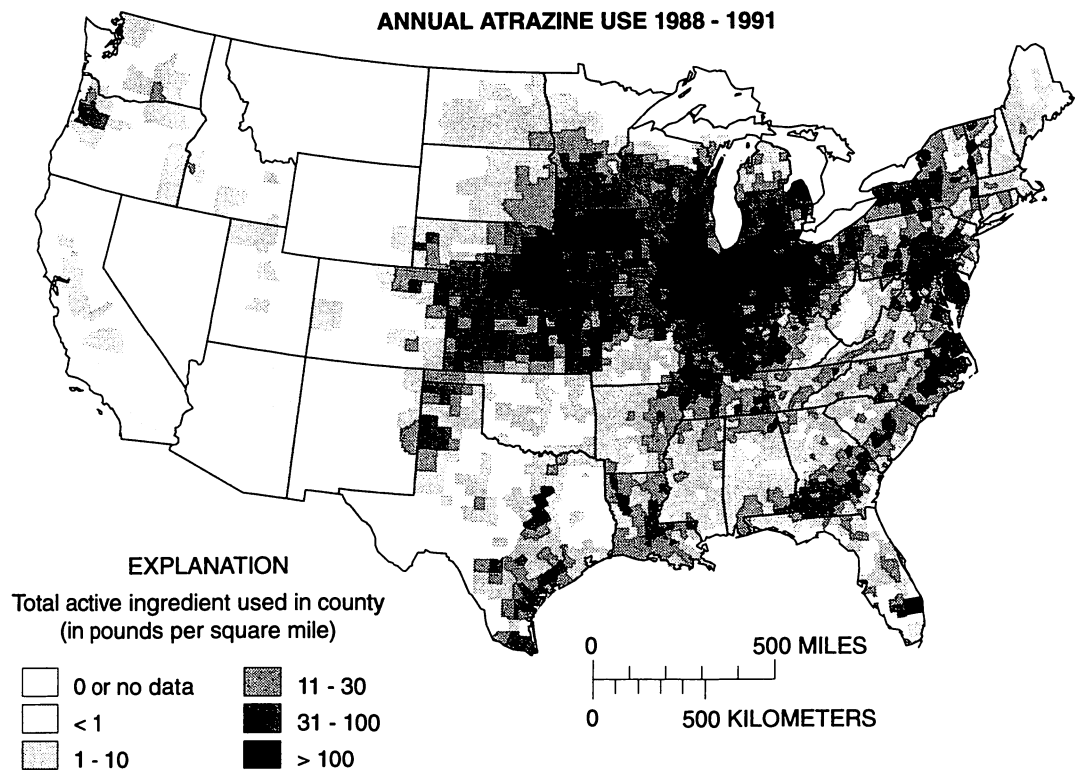 ANNUAL ATRAZINE USE 1988 - 1991
EXPLANATION
Total active ingredient used in county
(in pounds per square mile)
0 or no data
< 1
1 - 10
11 - 30
31 - 100
> 100
0 500 MILES
0 500 KILOMETERS